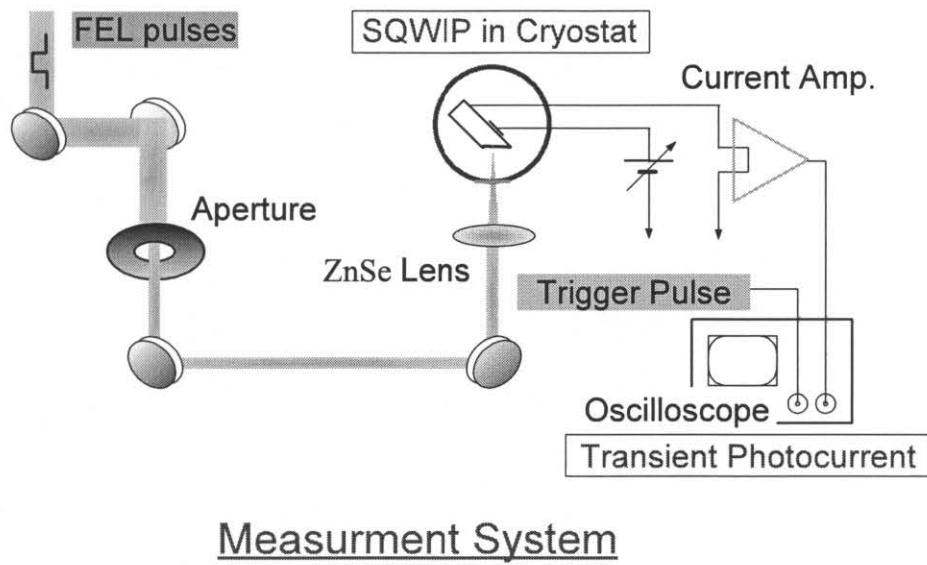 FEL pulses
SQWIP in Cryostat
Current Amp.
Aperture
ZnSe Lens
Trigger Pulse
Oscilloscope
Transient Photocurrent
Measurment System